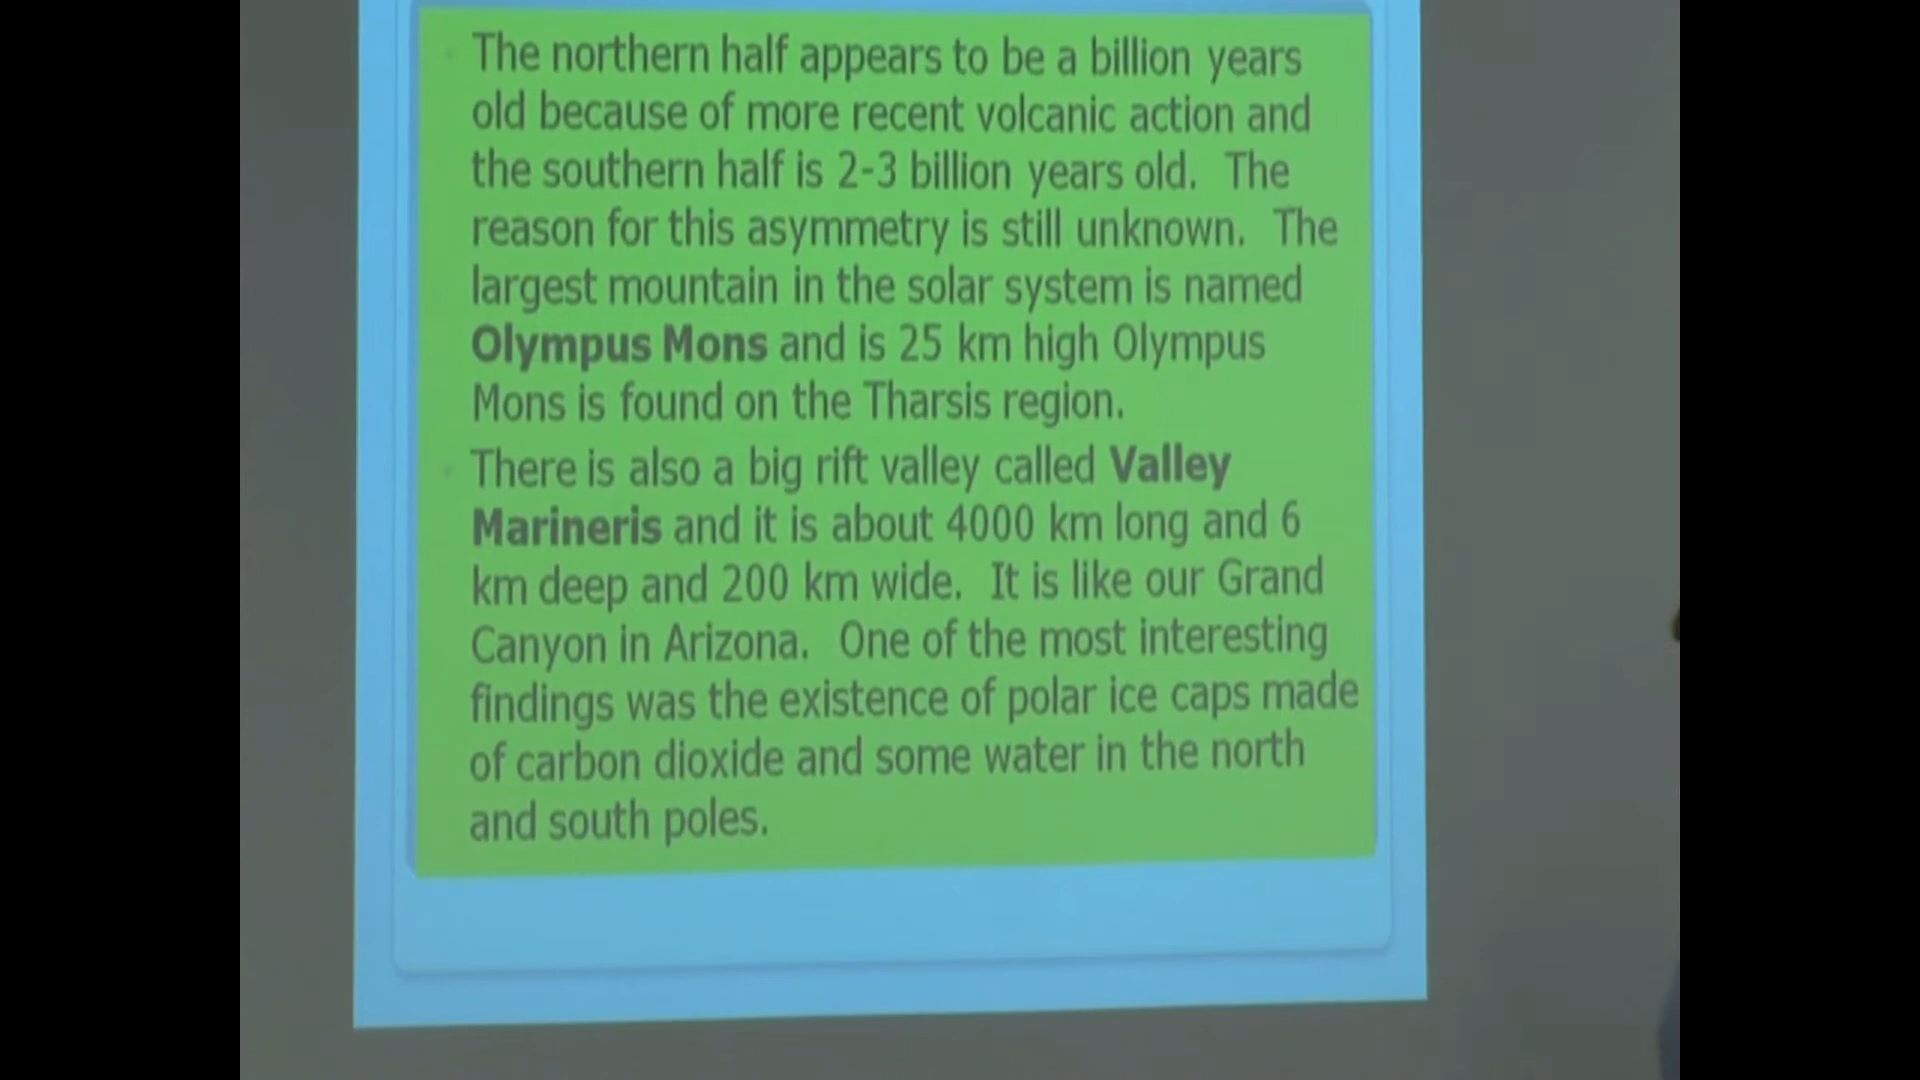 The northern half appears to be a billion years
old because of more recent volcanic action and
the southern half is 2-3 billion years old. The
reason for this asymmetry is still unknown. The
largest mountain in the solar system is named
Olympus Mons and is 25 km high Olympus
Mons is found on the Tharsis region.
There is also a big rift valley called Valley
Marineris and it is about 4000 km long and 6
km deep and 200 km wide. It is like our Grand
Canyon in Arizona. One of the most interesting
findings was the existence of polar ice caps made
of carbon dioxide and some water in the north
and south poles.